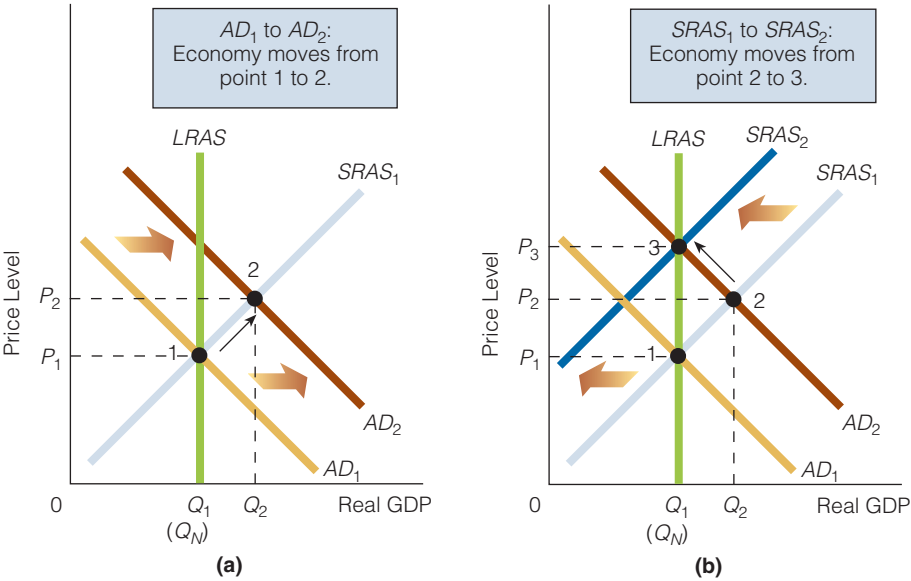 AD1 to AD2:
Economy moves from
point 1 to 2.
LRAS
SRAS1
2
Price Level
P2
P1
1
AD2
AD1
0
Q1
Q2
Real GDP
(QN)
(a)
SRAS1 to SRAS2:
Economy moves from
point 2 to 3.
LRAS
SRAS2
SRAS1
Price Level
P3
3
P2
2
P1
1
AD2
AD1
0
Q1
Q2
Real GDP
(QN)
(b)